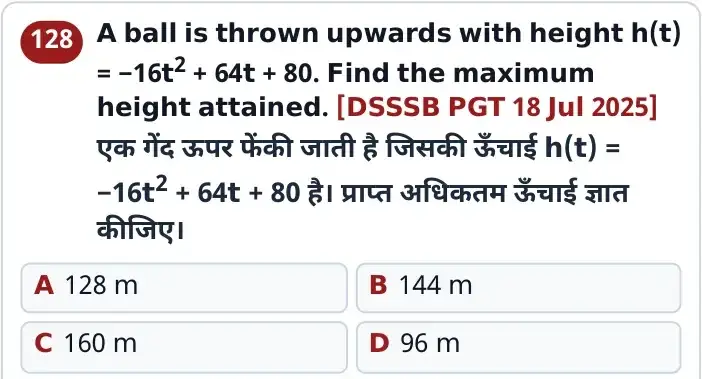 128 A ball is thrown upwards with height h(t)
= −16t² + 64t + 80. Find the maximum
height attained. [DSSSB PGT 18 Jul 2025]
एक गेंद ऊपर फेंकी जाती है जिसकी ऊँचाई h(t) =
−16t² + 64t + 80 है। प्राप्त अधिकतम ऊँचाई ज्ञात
कीजिए।
A 128 m
B 144 m
C 160 m
D 96 m